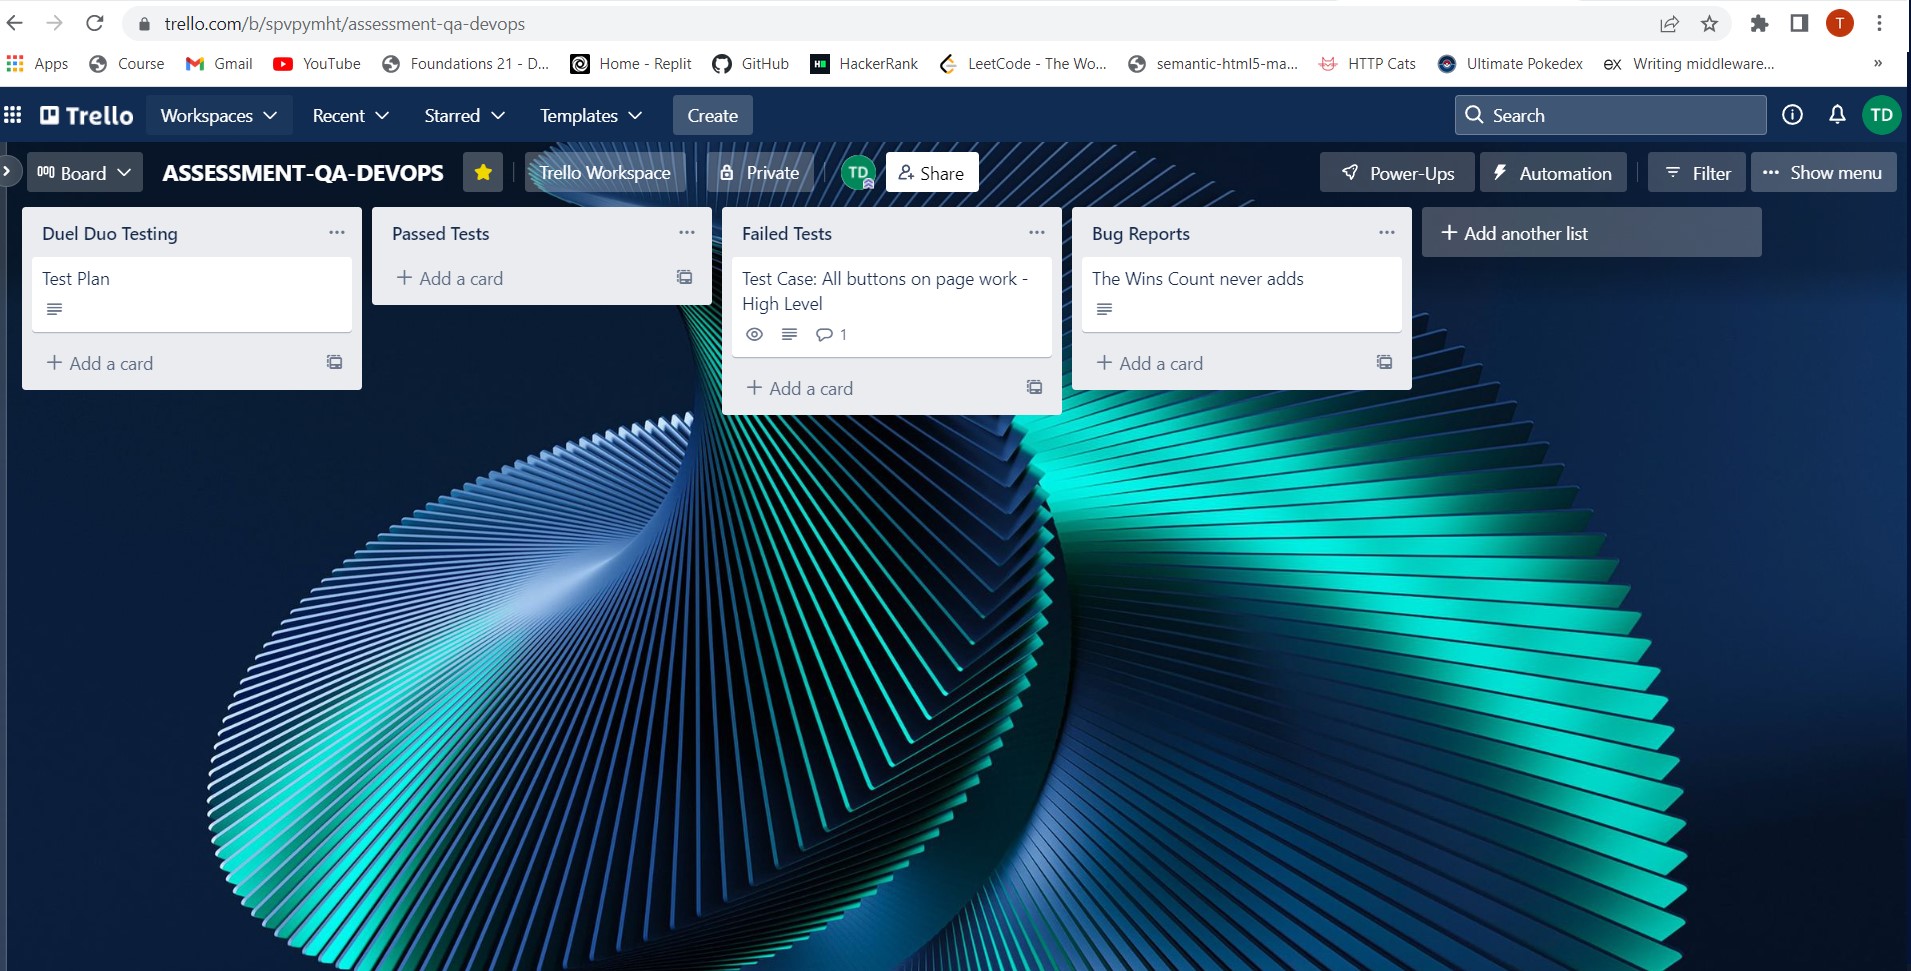 trello.com/b/spvpymht/assessment-qa-devops
T
Apps Course Gmail YouTube Foundations 21 - D... Home - Replit GitHub HackerRank LeetCode - The Wo... semantic-html5-ma... HTTP Cats Ultimate Pokedex ex Writing middleware... »
Trello Workspaces Recent Starred Templates Create Search TD
Board ASSESSMENT-QA-DEVOPS Trello Workspace Private TD Share Power-Ups Automation Filter Show menu
Duel Duo Testing
Test Plan
+ Add a card
Passed Tests
+ Add a card
Failed Tests
Test Case: All buttons on page work -
High Level
1
+ Add a card
Bug Reports
The Wins Count never adds
+ Add a card
+ Add another list